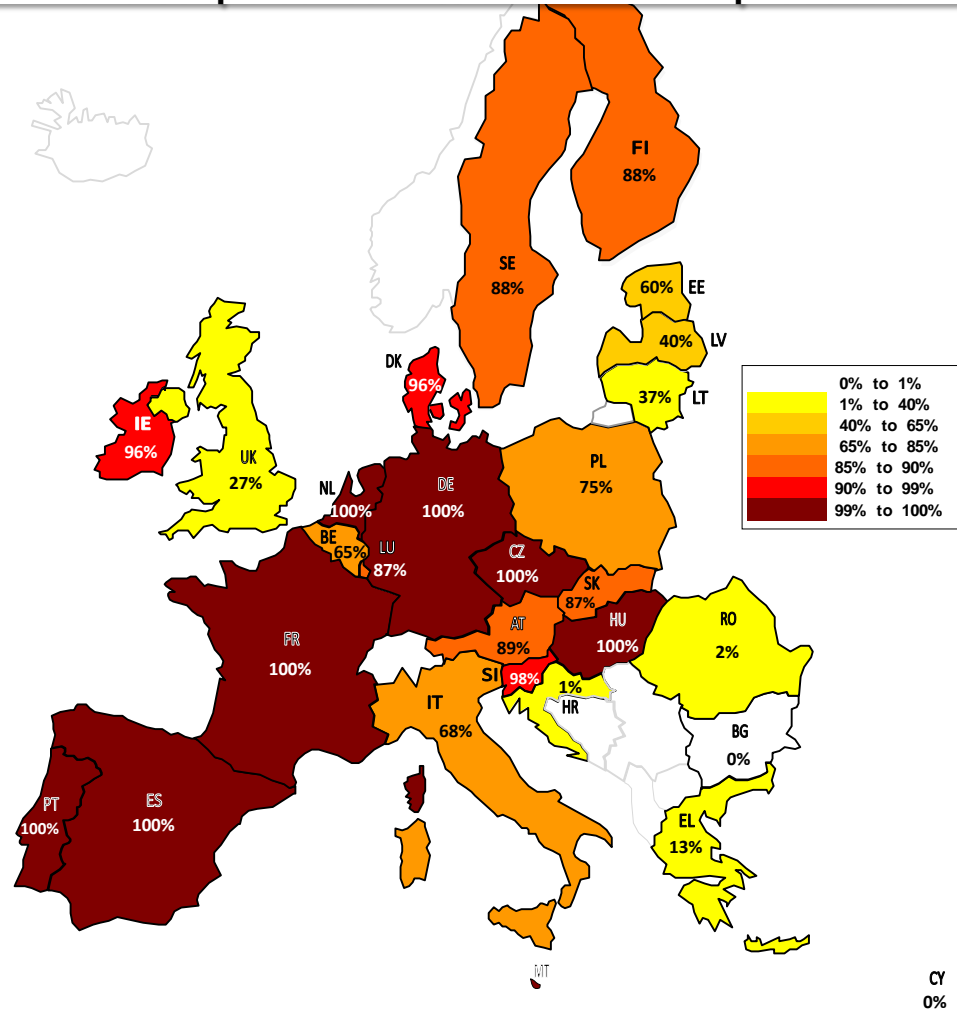 FI
88%
SE
88%
60% EE
40% LV
37% LT
DK
96%
IE
96%
UK
27%
0% to 1%
1% to 40%
40% to 65%
65% to 85%
85% to 90%
90% to 99%
99% to 100%
PL
75%
NL
100%
DE
100%
BE
65%
LU
87%
CZ
100%
SK
87%
AT
89%
HU
100%
RO
2%
FR
100%
SI 98%
1%
HR
IT
68%
BG
0%
PT
100%
ES
100%
EL
13%
MT
CY
0%